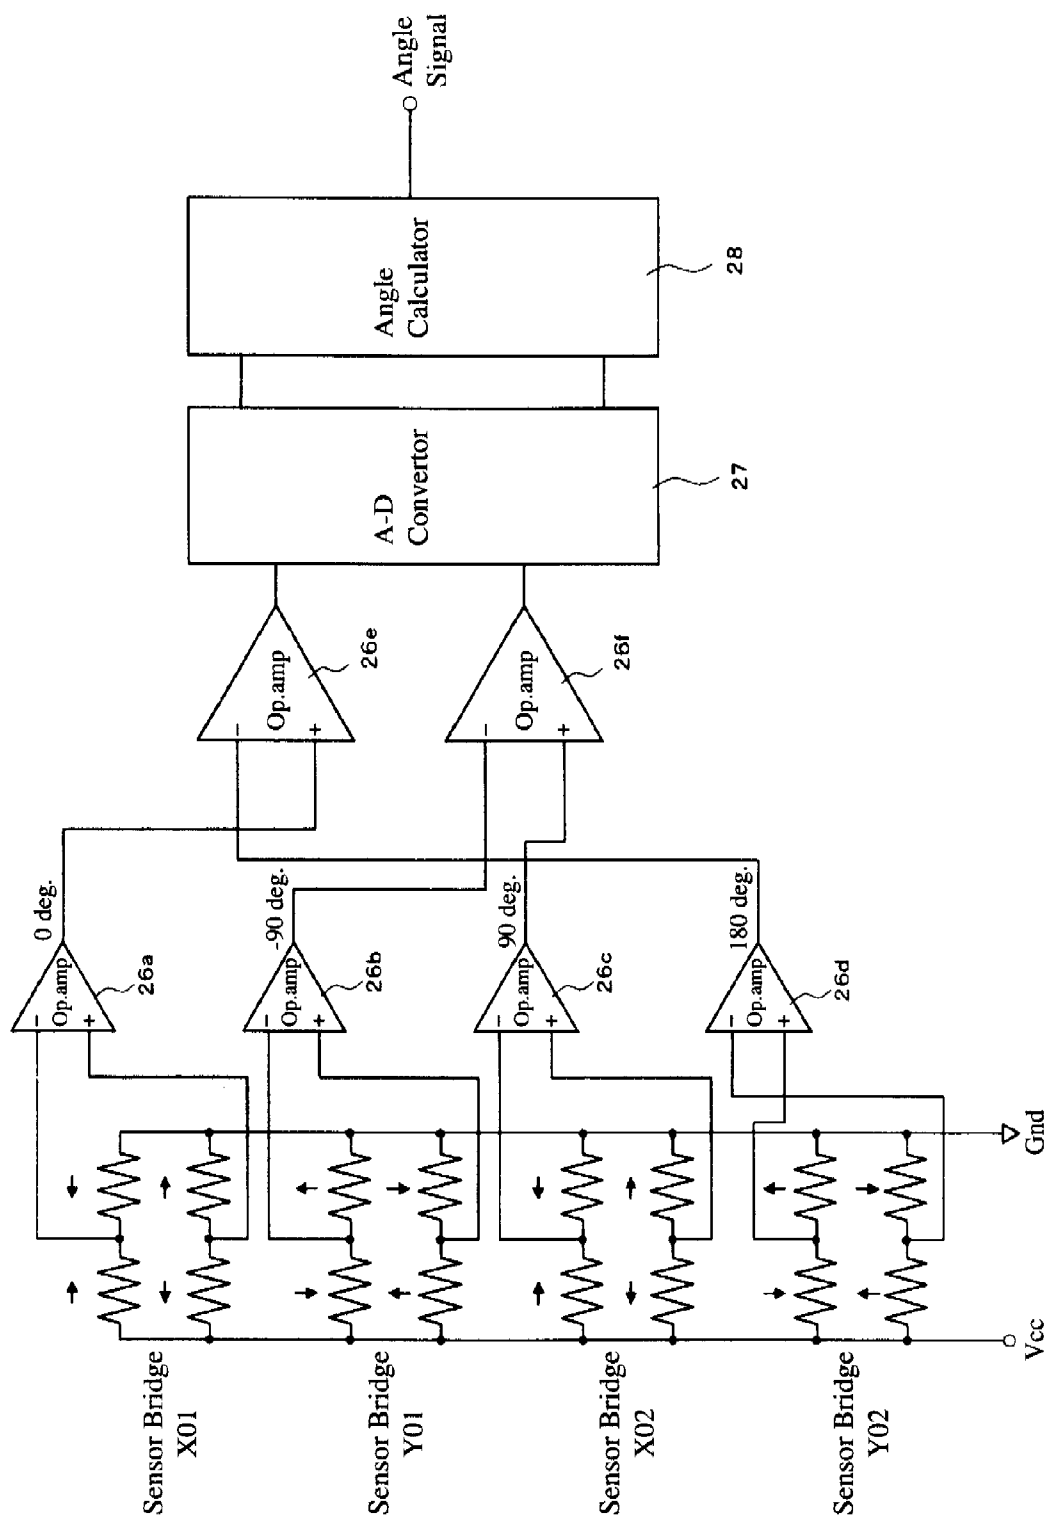 Sensor Bridge
X01
Sensor Bridge
Y01
Sensor Bridge
X02
Sensor Bridge
Y02
Vcc
Gnd
−
Op.amp
+
26a
0 deg.
−
Op.amp
+
26b
-90 deg.
−
Op.amp
+
26c
90 deg.
−
Op.amp
+
26d
180 deg.
−
Op.amp
+
26e
−
Op.amp
+
26f
A-D
Convertor
27
Angle
Calculator
28
Angle
Signal